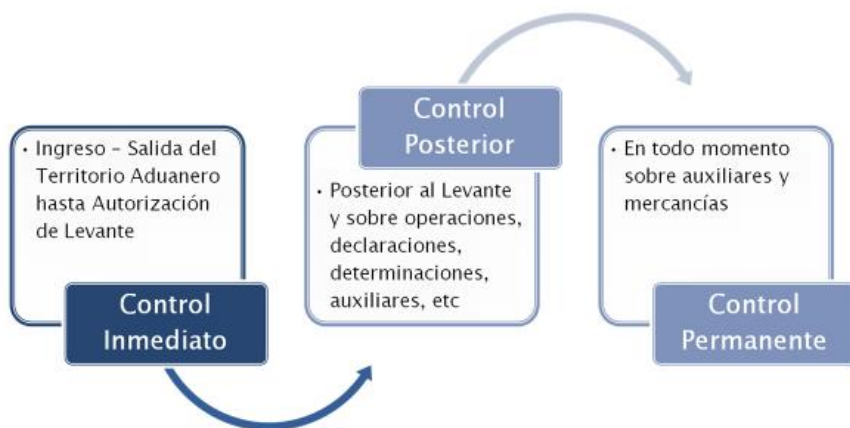 · Ingreso – Salida del
Territorio Aduanero
hasta Autorización
de Levante
Control
Inmediato
Control
Posterior
· Posterior al Levante
y sobre operaciones,
declaraciones,
determinaciones,
auxiliares, etc
· En todo momento
sobre auxiliares y
mercancías
Control
Permanente